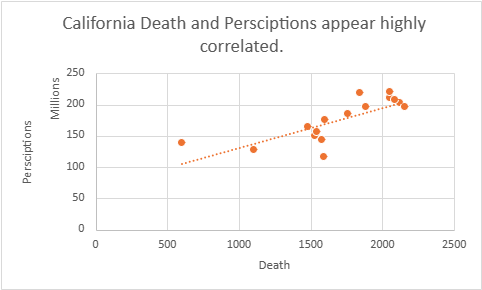 California Death and Persciptions appear highly
correlated.
Persciptions
Millions
250
200
150
100
50
0
0 500 1000 1500 2000 2500
Death